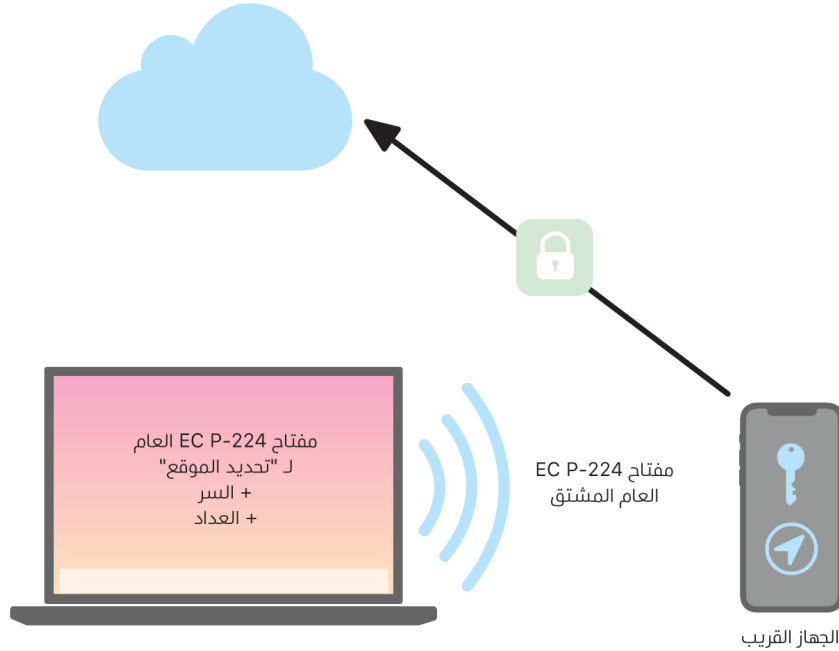 مفتاح EC P-224 العام
لـ "تحديد الموقع"
+ السر
+ العداد
مفتاح EC P-224
العام المشتق
الجهاز القريب